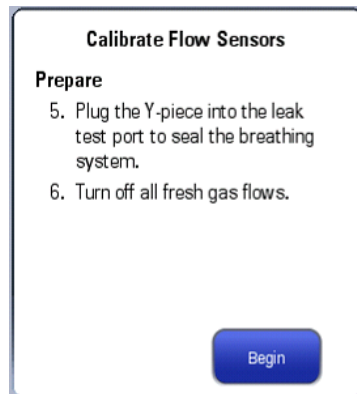 Calibrate Flow Sensors
Prepare
5. Plug the Y-piece into the leak
test port to seal the breathing
system.
6. Turn off all fresh gas flows.
Begin